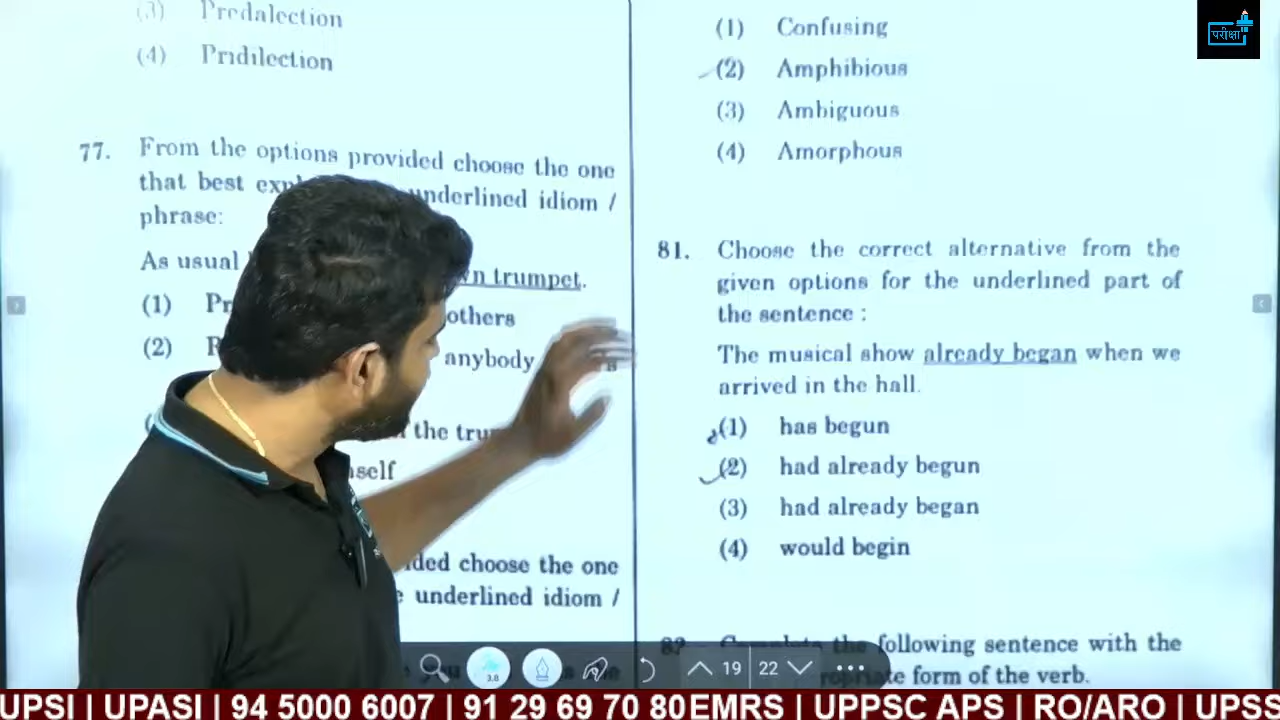 (3) Predalection
(4) Pridilection
77. From the options provided choose the one
that best underlined idiom /
phrase:
As usual trumpet.
(1) others
(2) anybody
the
ded choose the one
underlined idiom /
(1) Confusing
(2) Amphibious
(3) Ambiguous
(4) Amorphous
81. Choose the correct alternative from the
given options for the underlined part of
the sentence :
The musical show already began when we
arrived in the hall.
(1) has begun
(2) had already begun
(3) had already began
(4) would begin
the following sentence with the
form of the verb.
परीक्षा
3.8
19 22
UPSI | UPASI | 94 5000 6007 | 91 29 69 70 80 EMRS | UPPSC APS | RO/ARO | UPSS